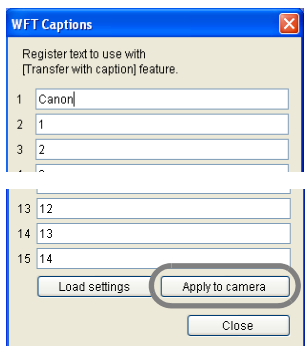 WFT Captions
Register text to use with
[Transfer with caption] feature.
1 Canon
2 1
3 2
13 12
14 13
15 14
Load settings Apply to camera
Close